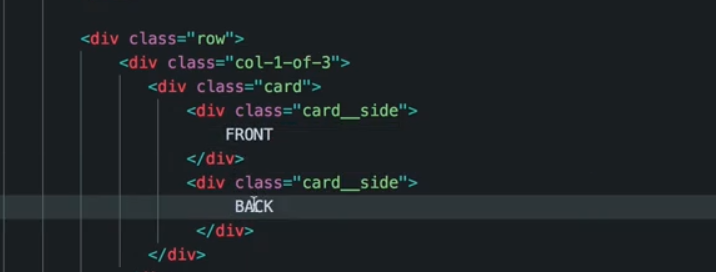 <div class="row">
<div class="col-1-of-3">
<div class="card">
<div class="card__side">
FRONT
</div>
<div class="card__side">
BACK
</div>
</div>